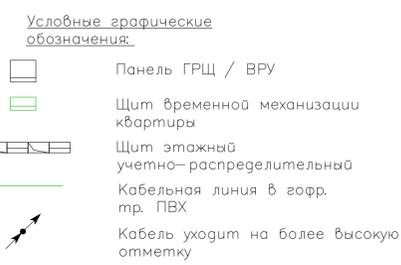 Условные графические
обозначения:
Панель ГРЩ / ВРУ
Щит временной механизации
квартиры
Щит этажный
учетно-распределительный
Кабельная линия в гофр.
тр. ПВХ
Кабель уходит на более высокую
отметку